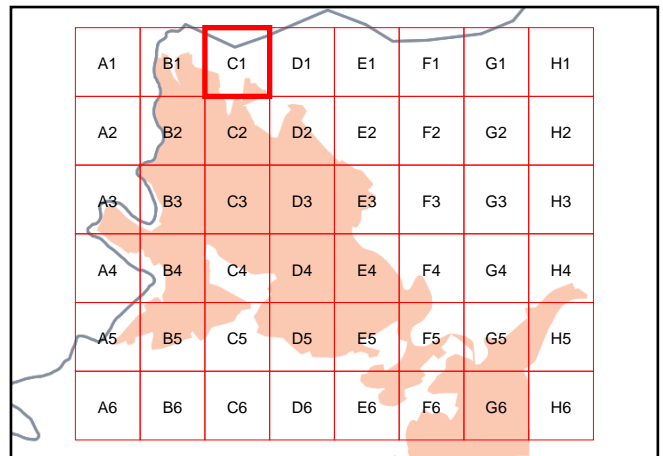 A1 B1 C1 D1 E1 F1 G1 H1
A2 B2 C2 D2 E2 F2 G2 H2
A3 B3 C3 D3 E3 F3 G3 H3
A4 B4 C4 D4 E4 F4 G4 H4
A5 B5 C5 D5 E5 F5 G5 H5
A6 B6 C6 D6 E6 F6 G6 H6